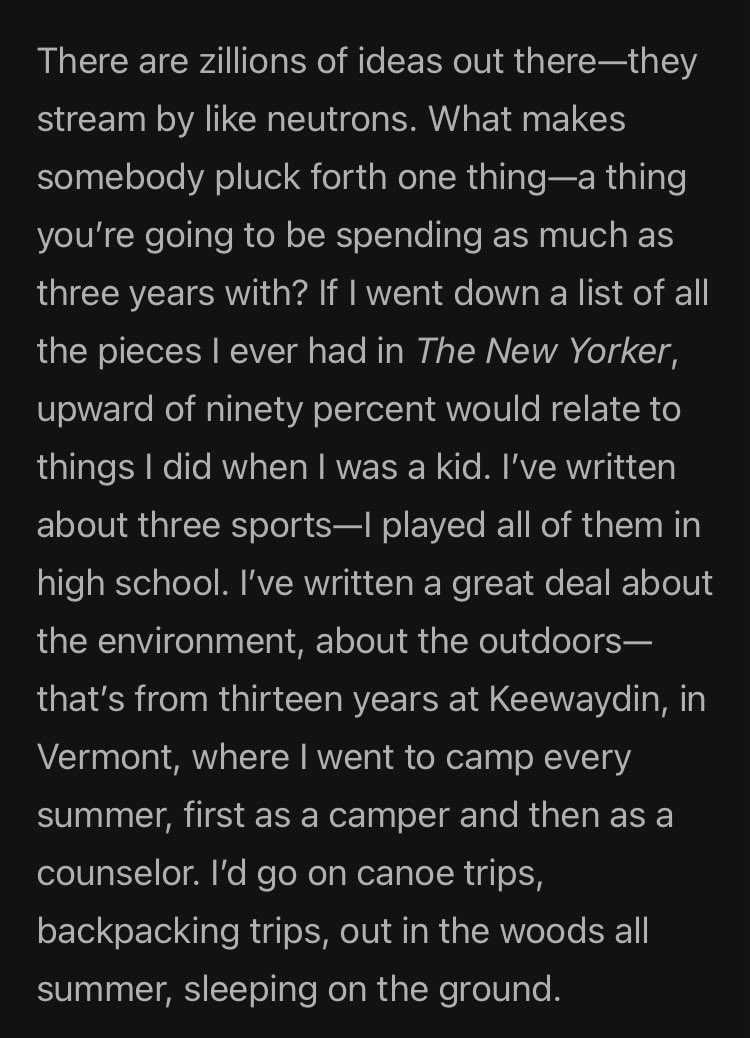 There are zillions of ideas out there—they
stream by like neutrons. What makes
somebody pluck forth one thing—a thing
you’re going to be spending as much as
three years with? If I went down a list of all
the pieces I ever had in The New Yorker,
upward of ninety percent would relate to
things I did when I was a kid. I’ve written
about three sports—I played all of them in
high school. I’ve written a great deal about
the environment, about the outdoors—
that’s from thirteen years at Keewaydin, in
Vermont, where I went to camp every
summer, first as a camper and then as a
counselor. I’d go on canoe trips,
backpacking trips, out in the woods all
summer, sleeping on the ground.